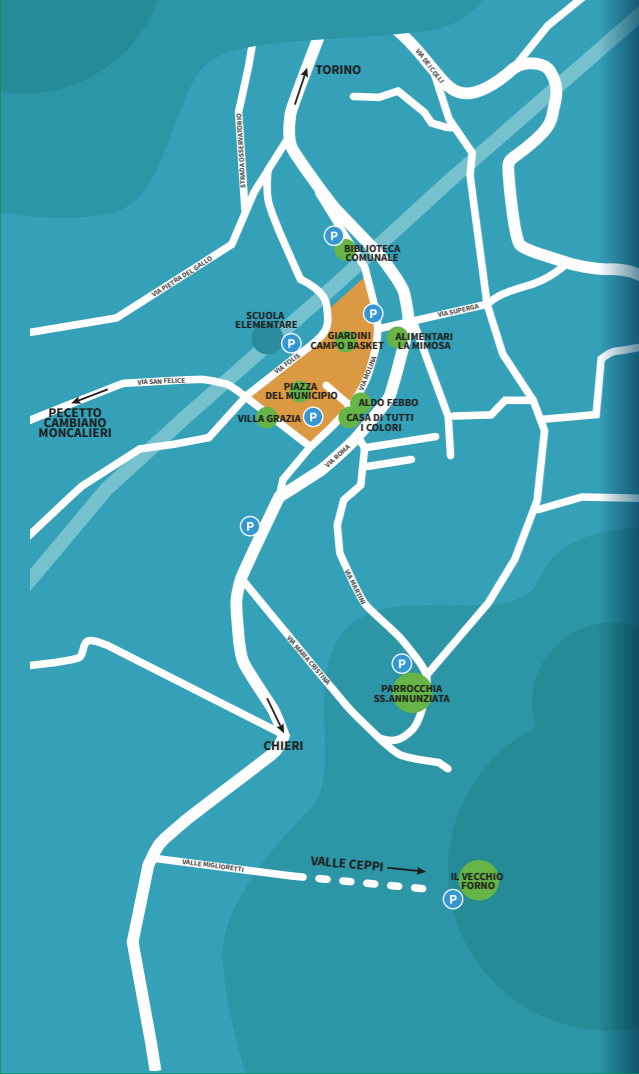 VIA DEI COLLI
TORINO
STRADA OSSERVATORIO
P
BIBLIOTECA
COMUNALE
VIA PIETRA DEL GALLO
P
VIA SUPERGA
SCUOLA
ELEMENTARE
P
GIARDINI
CAMPO BASKET
ALIMENTARI
LA MIMOSA
VIA FOLIS
VIA MOLINA
VIA SAN FELICE
PECETTO
CAMBIANO
MONCALIERI
PIAZZA
DEL MUNICIPIO
ALDO FEBBO
VILLA GRAZIA
P
CASA DI TUTTI
I COLORI
VIA ROMA
P
VIA MARTINI
VIA MARIA CRISTINA
P
PARROCCHIA
SS.ANNUNZIATA
CHIERI
VALLE MIGLIORETTI
VALLE CEPPI
IL VECCHIO
FORNO
P